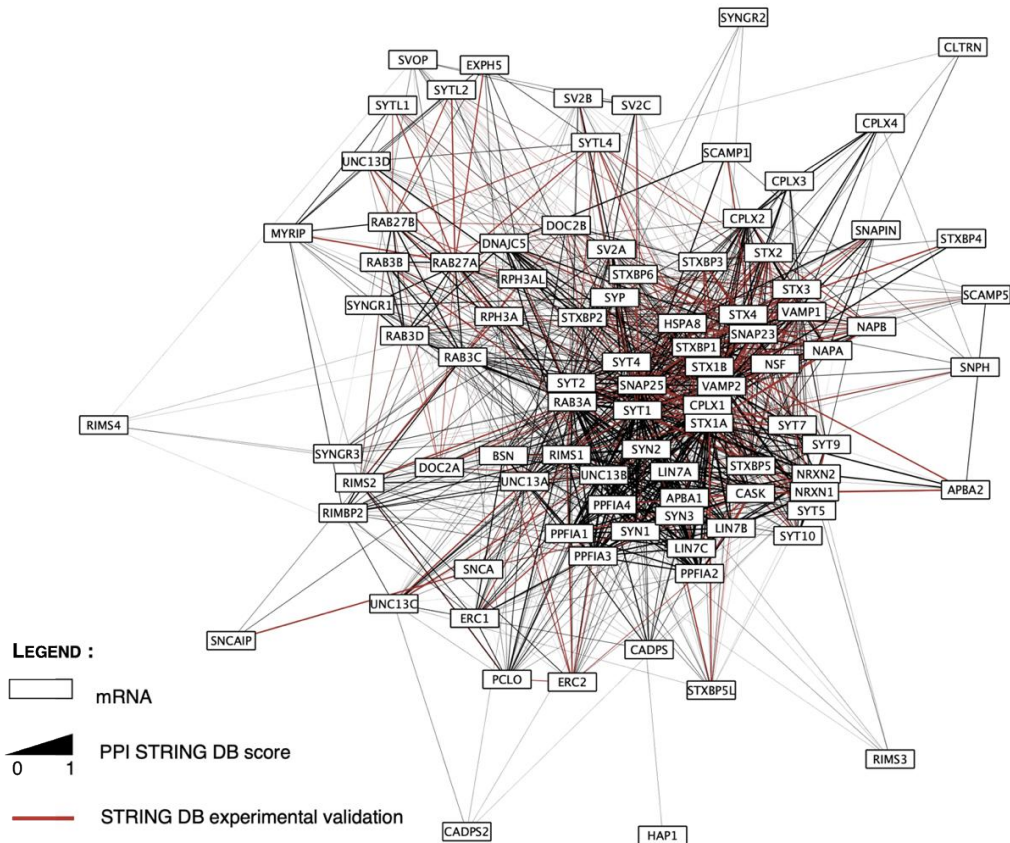 SYNGR2
CLTRN
SVOP
EXPH5
SYTL2
SYTL1
SV2B
SV2C
CPLX4
SYTL4
SCAMP1
UNC13D
CPLX3
RAB27B
DOC2B
CPLX2
MYRIP
SNAPIN
STXBP4
DNAJC5
SV2A
STX2
RAB3B
RAB27A
STXBP3
STXBP6
RPH3AL
STX3
SCAMP5
SYP
SYNGR1
VAMP1
STX4
RPH3A
STXBP2
HSPA8
NAPB
SNAP23
RAB3D
STXBP1
NAPA
RAB3C
SYT4
STX1B
NSF
SNPH
SYT2
SNAP25
VAMP2
RAB3A
SYT1
CPLX1
STX1A
RIMS4
SYT7
SYT9
SYNGR3
BSN
RIMS1
SYN2
DOC2A
STXBP5
LIN7A
UNC13B
NRXN2
RIMS2
UNC13A
APBA2
CASK
NRXN1
APBA1
PPFIA4
RIMBP2
SYN3
SYT5
LIN7B
PPFIA1
SYN1
SYT10
LIN7C
PPFIA3
SNCA
PPFIA2
UNC13C
ERC1
SNCAIP
CADPS
PCLO
ERC2
STXBP5L
RIMS3
CADPS2
HAP1
LEGEND :
mRNA
PPI STRING DB score
0 1
STRING DB experimental validation